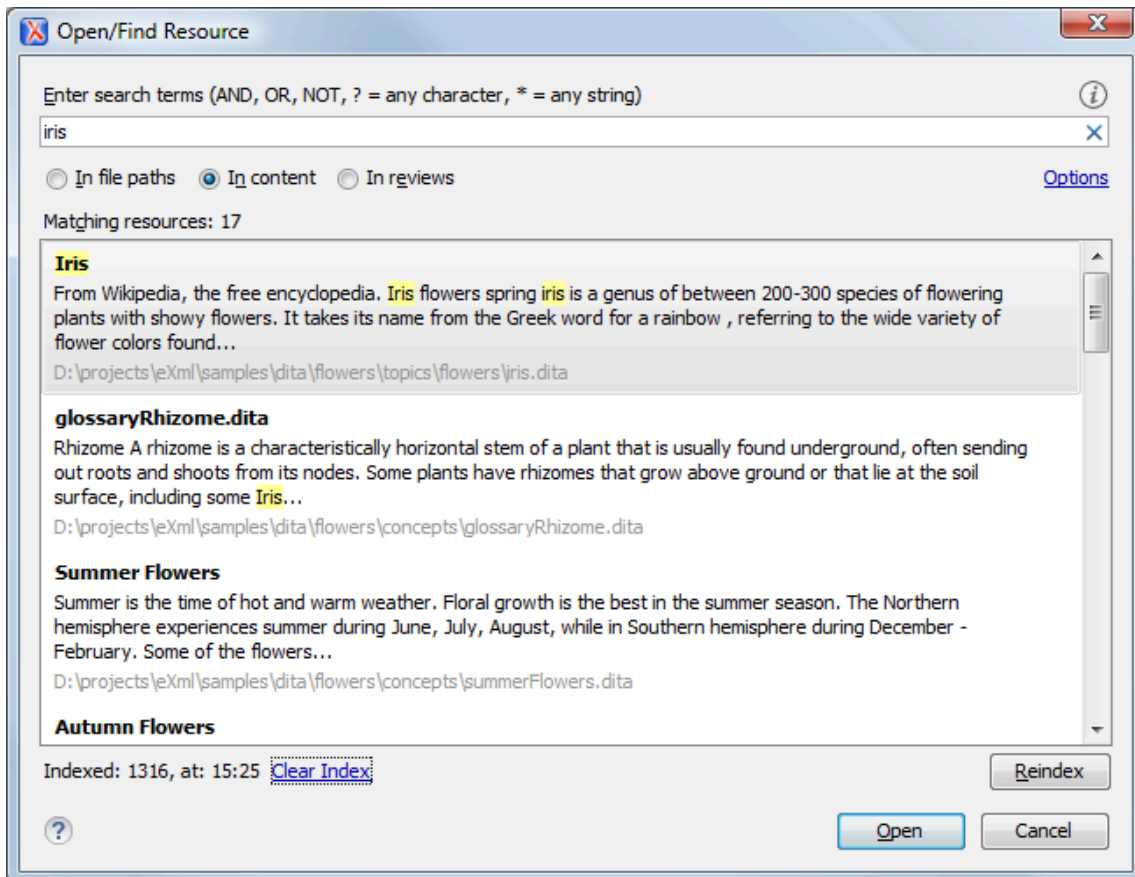 Open/Find Resource
Enter search terms (AND, OR, NOT, ? = any character, * = any string)
iris
In file paths In content In reviews Options
Matching resources: 17
Iris
From Wikipedia, the free encyclopedia. Iris flowers spring iris is a genus of between 200-300 species of flowering
plants with showy flowers. It takes its name from the Greek word for a rainbow , referring to the wide variety of
flower colors found...
D:\projects\eXml\samples\dita\flowers\topics\flowers\iris.dita
glossaryRhizome.dita
Rhizome A rhizome is a characteristically horizontal stem of a plant that is usually found underground, often sending
out roots and shoots from its nodes. Some plants have rhizomes that grow above ground or that lie at the soil
surface, including some Iris...
D:\projects\eXml\samples\dita\flowers\concepts\glossaryRhizome.dita
Summer Flowers
Summer is the time of hot and warm weather. Floral growth is the best in the summer season. The Northern
hemisphere experiences summer during June, July, August, while in Southern hemisphere during December -
February. Some of the flowers...
D:\projects\eXml\samples\dita\flowers\concepts\summerFlowers.dita
Autumn Flowers
Indexed: 1316, at: 15:25 Clear Index Reindex
? Open Cancel